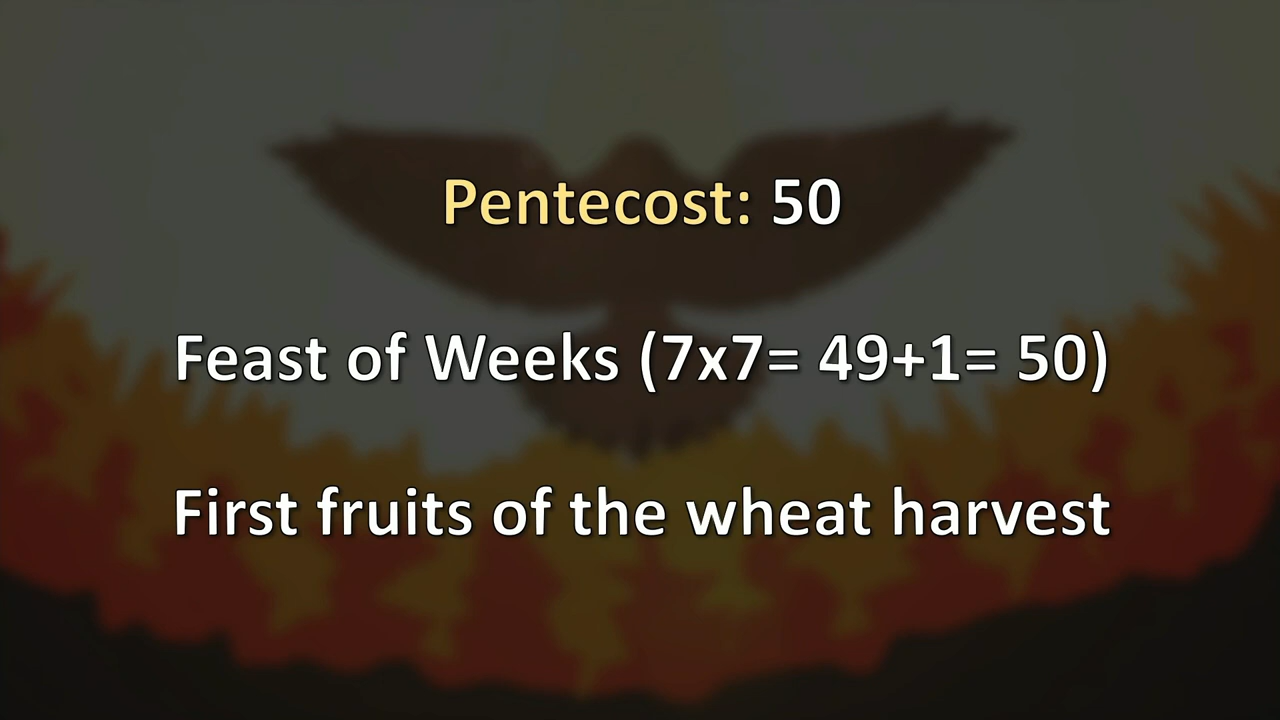 Pentecost: 50
Feast of Weeks (7x7= 49+1= 50)
First fruits of the wheat harvest